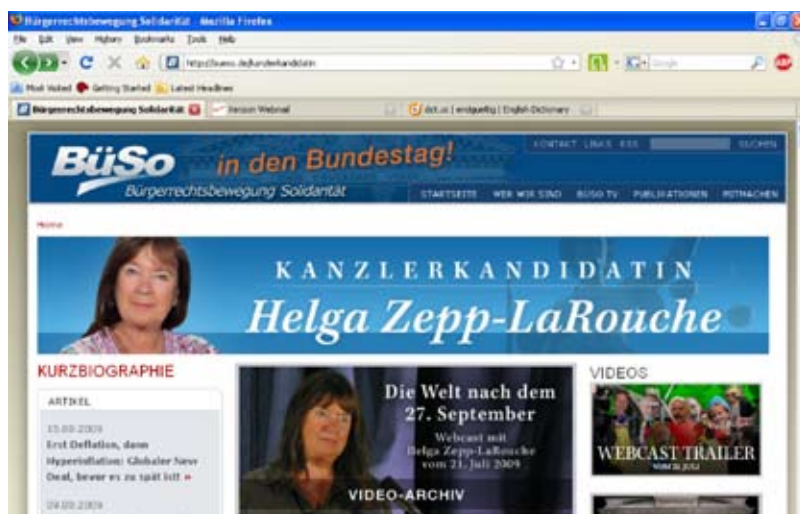 Bürgerrechtsbewegung Solidarität - Mozilla Firefox
File Edit View History Bookmarks Tools Help
Google
Most Visited Getting Started Latest Headlines
Bürgerrechtsbewegung Solidarität
Verizon Webmail
dict.cc | endgueltig | English Dictionary
BüSo in den Bundestag!
Bürgerrechtsbewegung Solidarität
KONTAKT LINKS RSS SUCHEN
STARTSEITE WER WIR SIND BÜSO TV PUBLIKATIONEN MITMACHEN
Home
KANZLERKANDIDATIN
Helga Zepp-LaRouche
KURZBIOGRAPHIE
ARTIKEL
Erst Deflation, dann
Hyperinflation: Globaler New
Deal, bevor es zu spät ist! »
Die Welt nach dem
27. September
Webcast mit
Helga Zepp-LaRouche
vom 21. Juli 2009
VIDEO-ARCHIV
VIDEOS
WEBCAST TRAILER